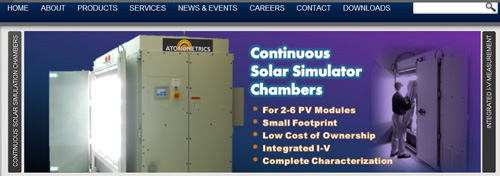 HOME ABOUT PRODUCTS SERVICES NEWS & EVENTS CAREERS CONTACT DOWNLOADS
CONTINUOUS SOLAR SIMULATION CHAMBERS
ATONOMETRICS
Continuous
Solar Simulator
Chambers
• For 2-6 PV Modules
• Small Footprint
• Low Cost of Ownership
• Integrated I-V
• Complete Characterization
INTEGRATED I-V MEASUREMENT